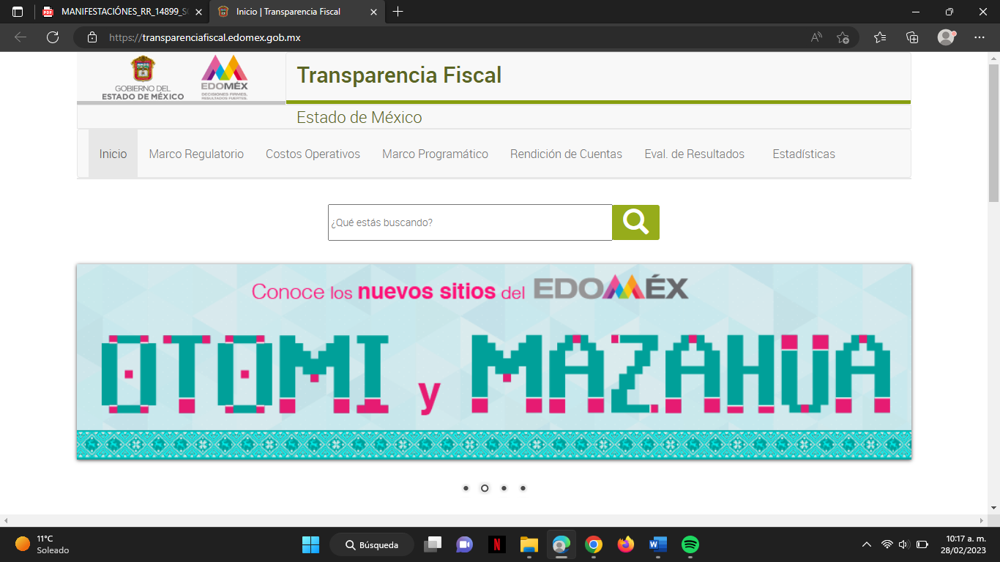 MANIFESTACIÓNES_RR_14899_S
Inicio | Transparencia Fiscal
https://transparenciafiscal.edomex.gob.mx
GOBIERNO DEL
ESTADO DE MÉXICO
EDOMÉX
DECISIONES FIRMES,
RESULTADOS FUERTES.
Transparencia Fiscal
Estado de México
Inicio Marco Regulatorio Costos Operativos Marco Programático Rendición de Cuentas Eval. de Resultados Estadísticas
¿Qué estás buscando?
Conoce los nuevos sitios del EDOMÉX
OTOMI y MAZAHUA
11°C
Soleado
Búsqueda
10:17 a. m.
28/02/2023